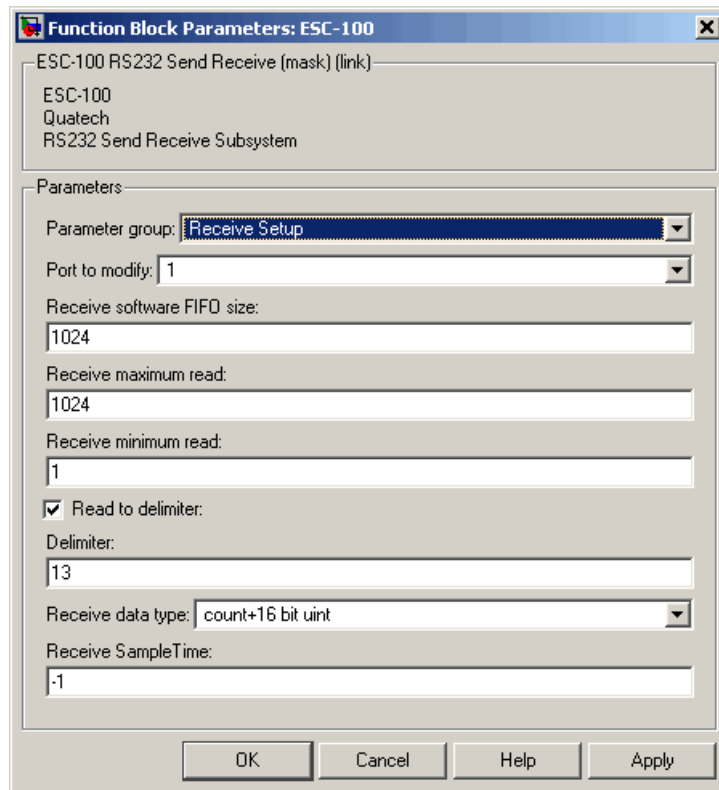 Function Block Parameters: ESC-100
ESC-100 RS232 Send Receive (mask) (link)
ESC-100
Quatech
RS232 Send Receive Subsystem
Parameters
Parameter group: Receive Setup
Port to modify: 1
Receive software FIFO size:
1024
Receive maximum read:
1024
Receive minimum read:
1
Read to delimiter:
Delimiter:
13
Receive data type: count+16 bit uint
Receive SampleTime:
-1
OK Cancel Help Apply